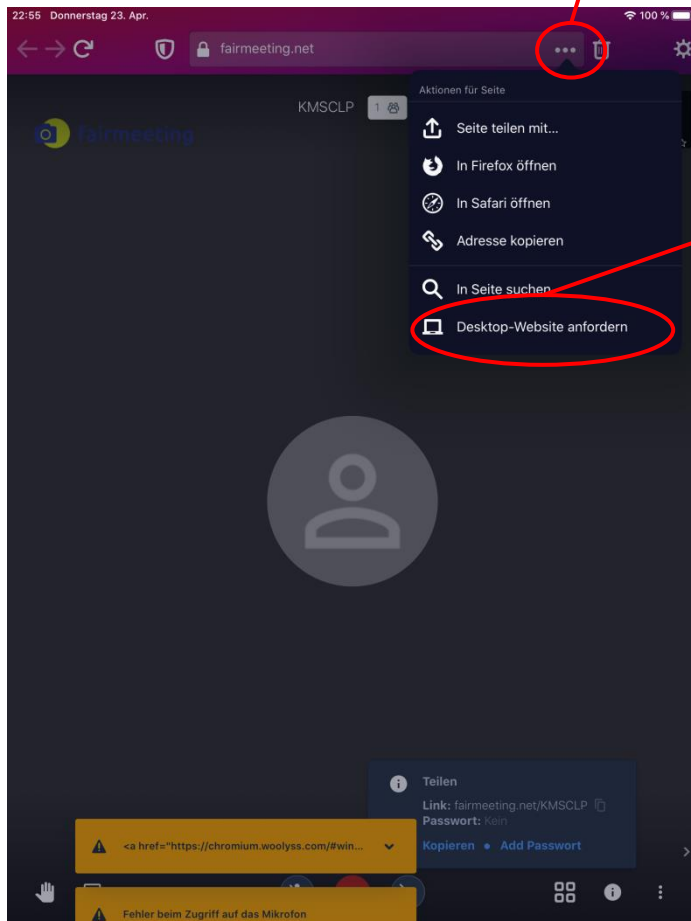 22:55 Donnerstag 23. Apr.
100 %
fairmeeting.net
Aktionen für Seite
KMSCLP 1
fairmeeting
Seite teilen mit...
In Firefox öffnen
In Safari öffnen
Adresse kopieren
In Seite suchen
Desktop-Website anfordern
Teilen
Link: fairmeeting.net/KMSCLP
Passwort: Kein
<a href="https://chromium.woolyss.com/#win...
Kopieren • Add Passwort
Fehler beim Zugriff auf das Mikrofon